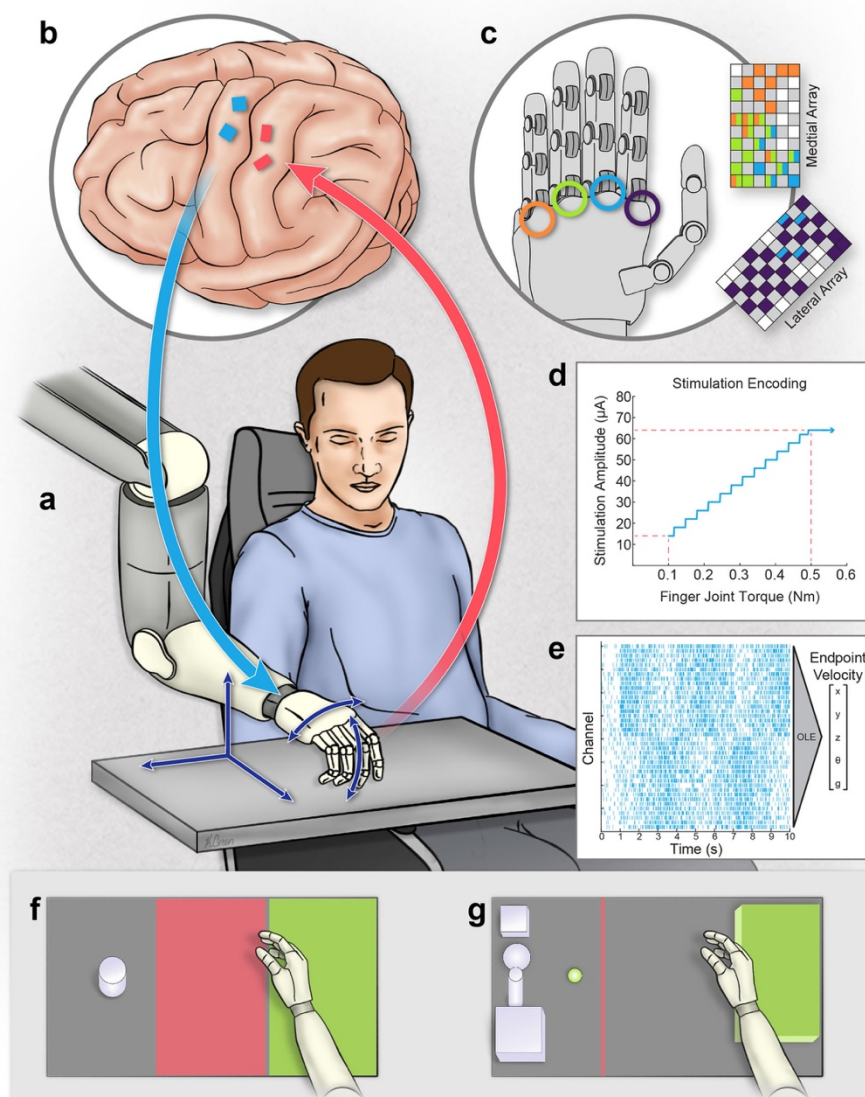 b
c
Medtial Array
Lateral Array
a
d
Stimulation Encoding
Stimulation Amplitude (μA)
80
70
60
50
40
30
20
10
0.1 0.2 0.3 0.4 0.5 0.6
Finger Joint Torque (Nm)
e
Channel
0 1 2 3 4 5 6 7 8 9 10
Time (s)
OLE
Endpoint
Velocity
x
y
z
θ
g
f
g